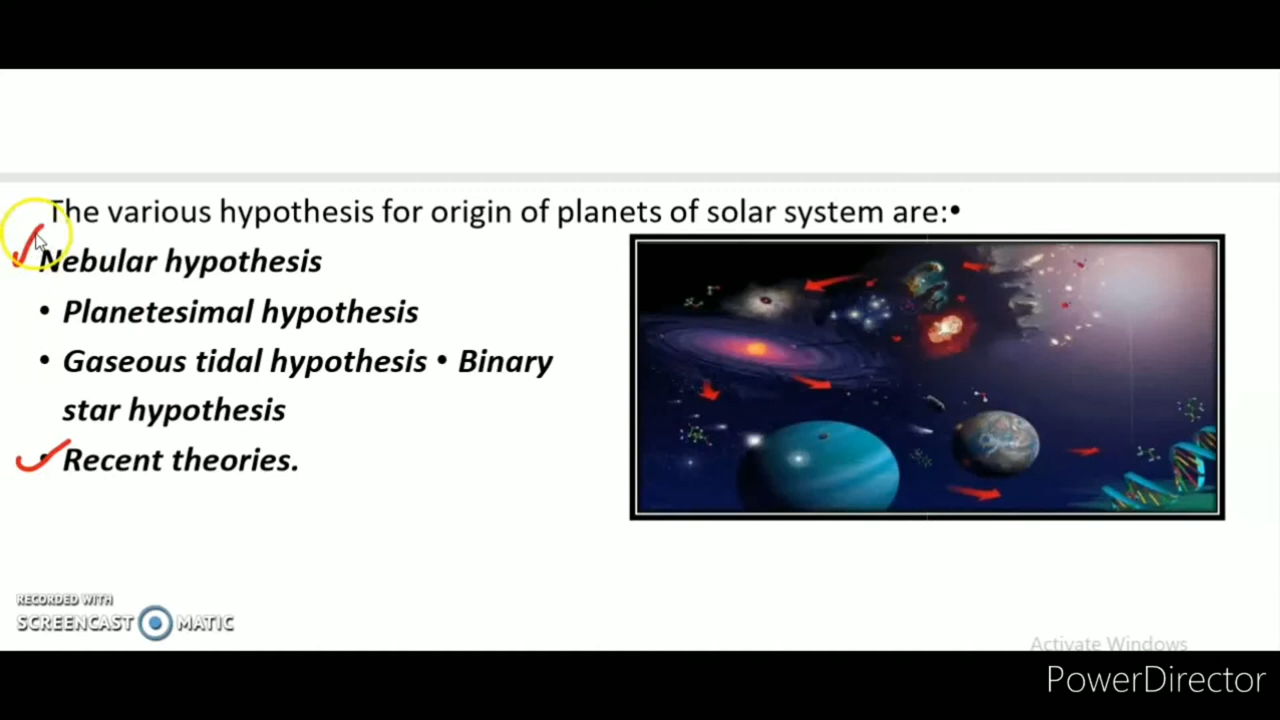 The various hypothesis for origin of planets of solar system are:•
Nebular hypothesis
• Planetesimal hypothesis
• Gaseous tidal hypothesis • Binary
star hypothesis
• Recent theories.
RECORDED WITH
SCREENCAST MATIC
Activate Windows
PowerDirector